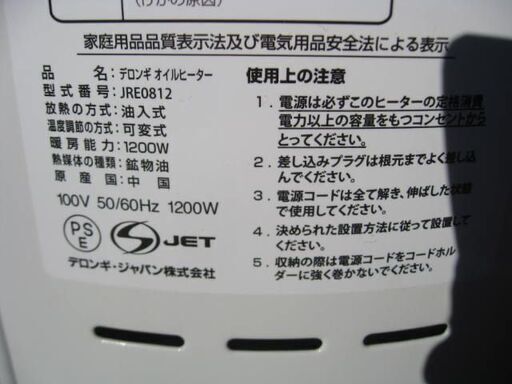 (けがの原因)
家庭用品品質表示法及び電気用品安全法による表示
品　　　名：デロンギ オイルヒーター
型式番号：JRE0812
放熱の方式：油入式
温度調節の方式：可変式
暖房能力：1200W
熱媒体の種類：鉱物油
原産国：中国
100V 50/60Hz 1200W
PS
E
JET
デロンギ・ジャパン株式会社
使用上の注意
1. 電源は必ずこのヒーターの定格消費
電力以上の容量をもつコンセントから
とってください。
2. 差し込みプラグは根元までよく差し込
んでください。
3. 電源コードは全て解き、伸ばした状態
で使用してください。
4. 決められた設置方法に従って設置して
ください。
5. 収納の際は電源コードをコードホル
ダーに強く巻かないでください。